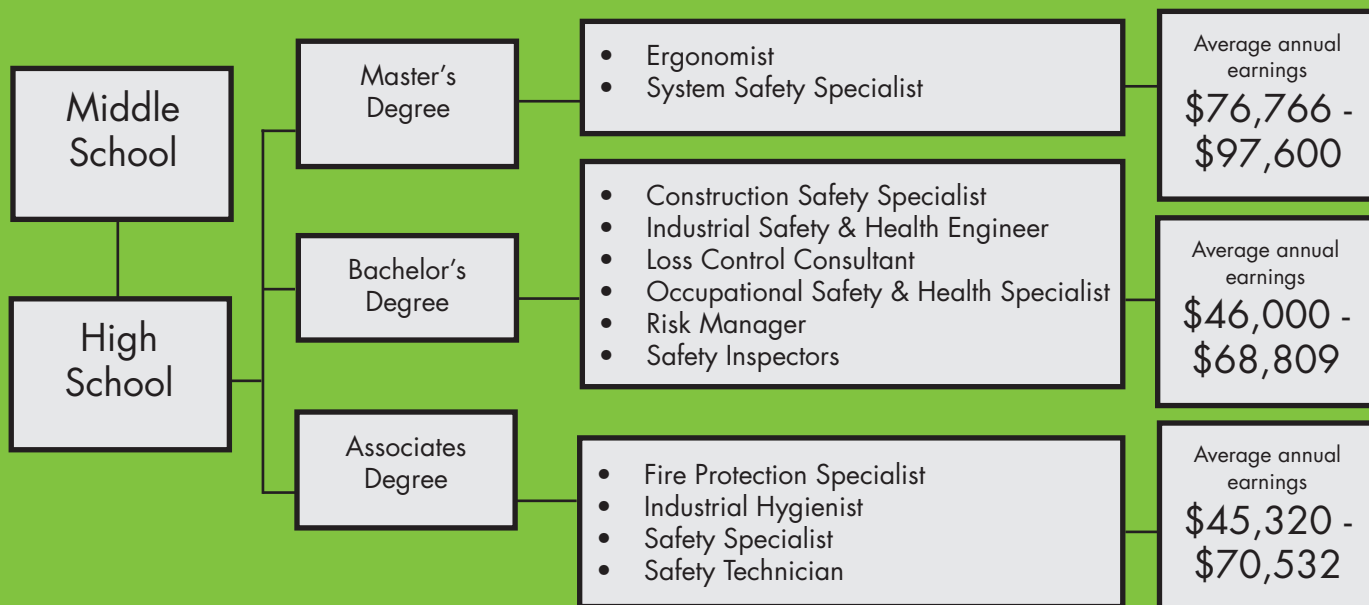 Middle
School
High
School
Master’s
Degree
• Ergonomist
• System Safety Specialist
Average annual
earnings
$76,766 -
$97,600
Bachelor’s
Degree
• Construction Safety Specialist
• Industrial Safety & Health Engineer
• Loss Control Consultant
• Occupational Safety & Health Specialist
• Risk Manager
• Safety Inspectors
Average annual
earnings
$46,000 -
$68,809
Associates
Degree
• Fire Protection Specialist
• Industrial Hygienist
• Safety Specialist
• Safety Technician
Average annual
earnings
$45,320 -
$70,532